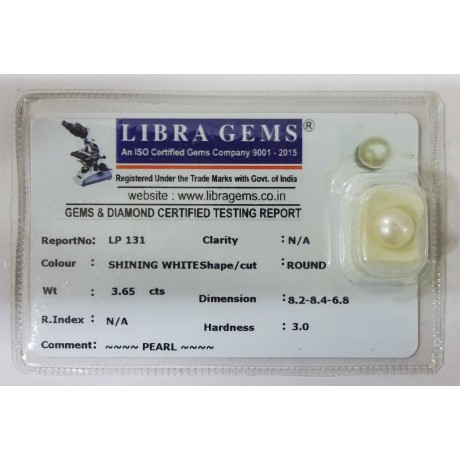 LIBRA GEMS®
An ISO Certified Gems Company 9001 - 2015
Registered Under the Trade Marks with Govt. of India
website : www.libragems.co.in
GEMS & DIAMOND CERTIFIED TESTING REPORT
ReportNo: LP 131 Clarity : N/A
Colour : SHINING WHITE Shape/cut : ROUND
Wt : 3.65 cts Dimension : 8.2-8.4-6.8
R.Index : N/A Hardness : 3.0
Comment: ~~~~ PEARL ~~~~